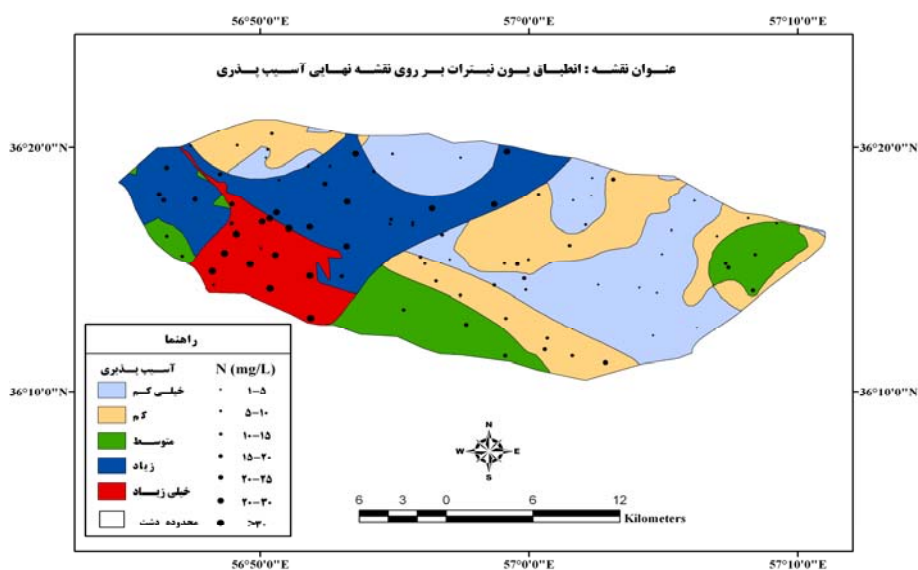 56°50'0"E 57°0'0"E 57°10'0"E
عنوان نقشه : انطباق یون نیترات بر روی نقشه نهایی آسیب پذری
36°20'0"N 36°20'0"N
راهنما
آسیب پذیری N (mg/L)
خیلی کم ۱-۵
کم ۵-۱۰
متوسط ۱۰-۱۵
زیاد ۱۵-۲۰
خیلی زیاد ۲۰-۲۵
محدوده دشت ۲۰-۳۰
>۳۰
36°10'0"N 36°10'0"N
N
W E
S
6 3 0 6 12
Kilometers
56°50'0"E 57°0'0"E 57°10'0"E